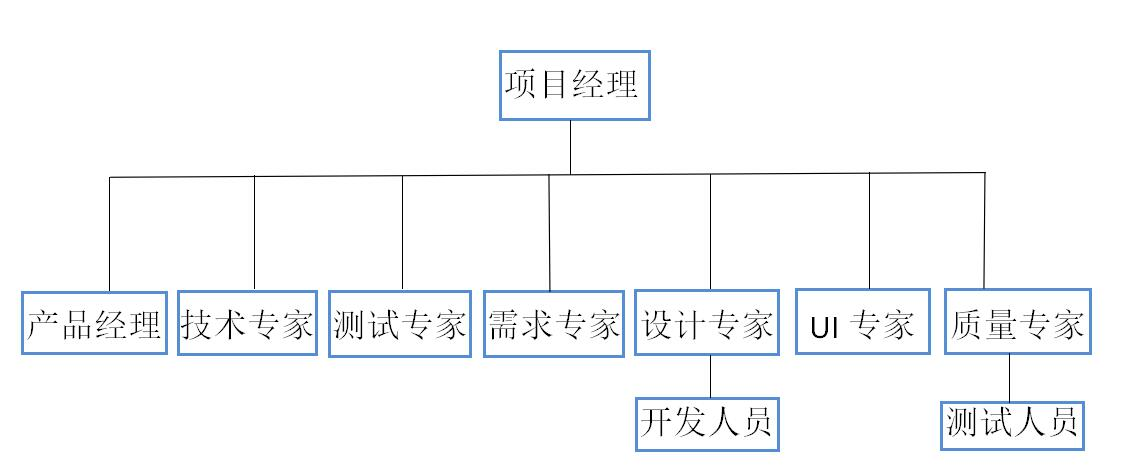 项目经理
产品经理
技术专家
测试专家
需求专家
设计专家
UI 专家
质量专家
开发人员
测试人员